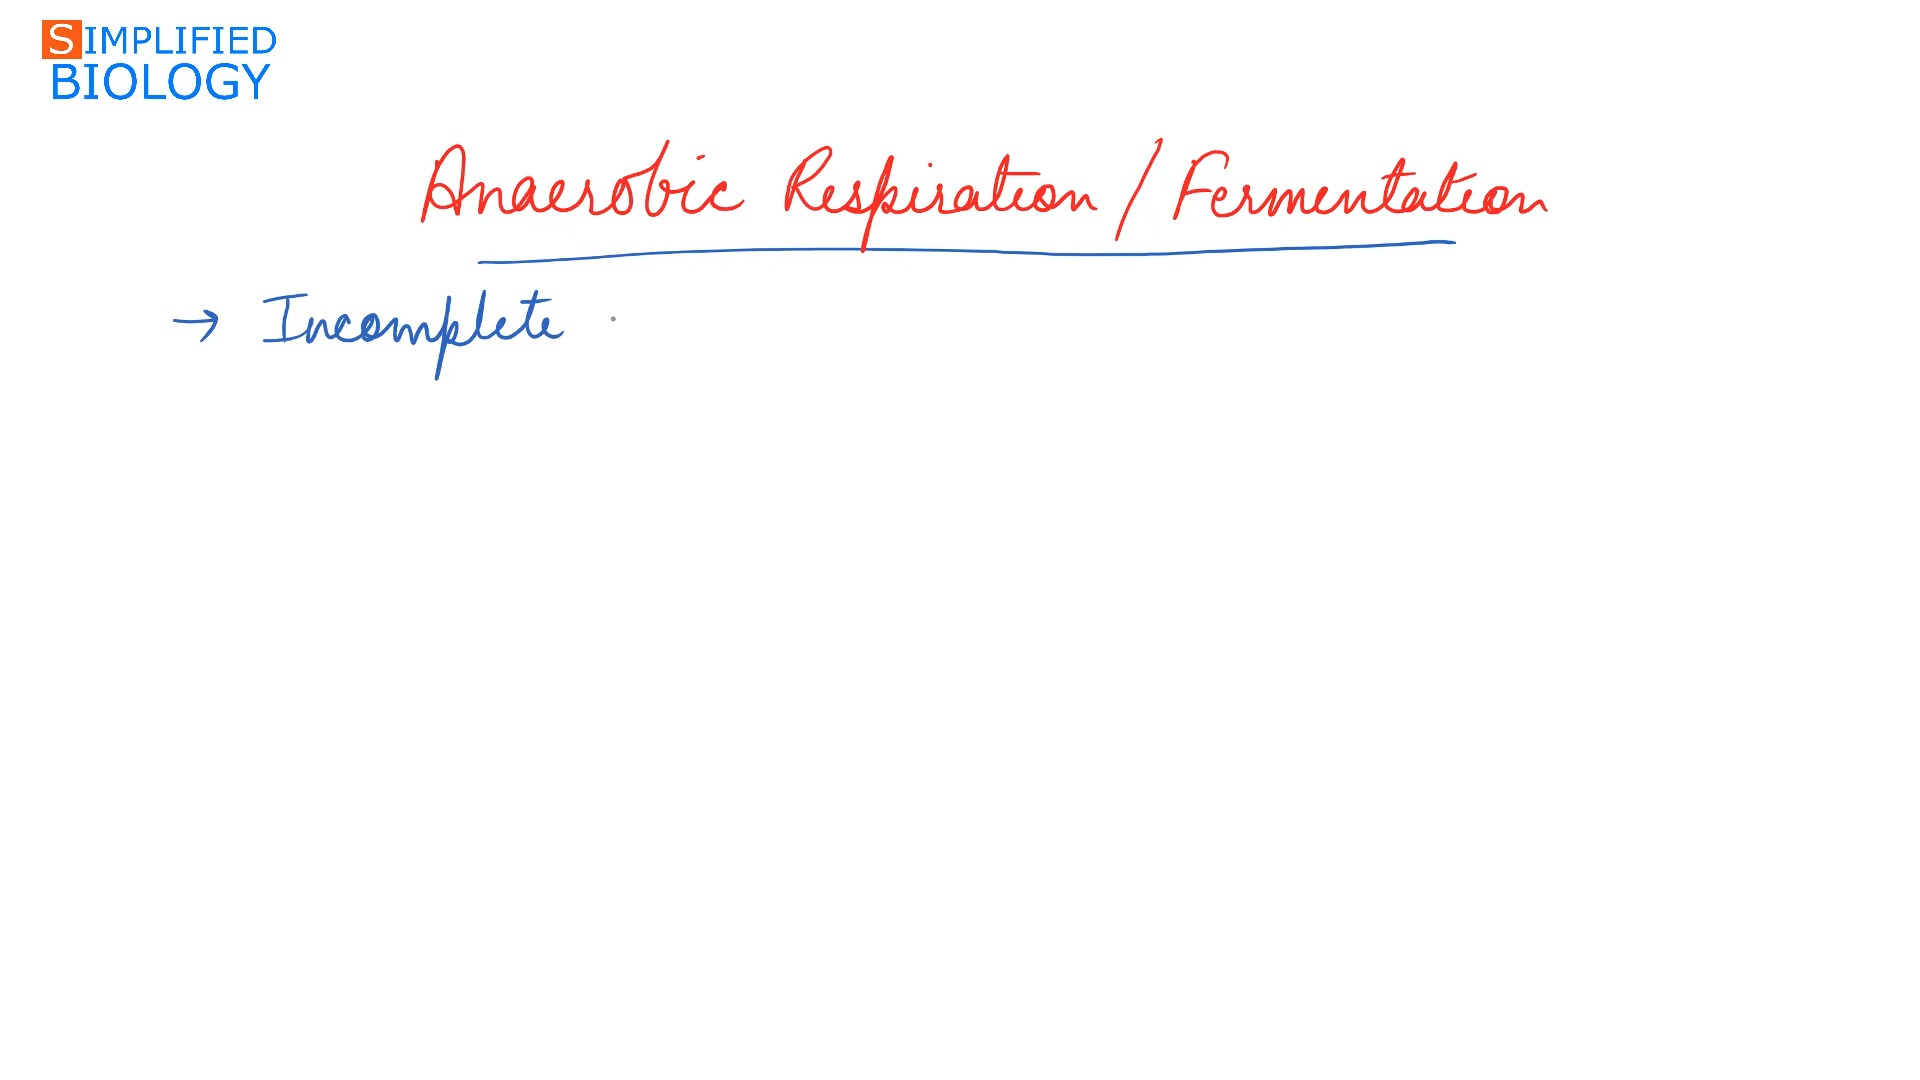 SIMPLIFIED
BIOLOGY
Anaerobic Respiration / Fermentation
→ Incomplete